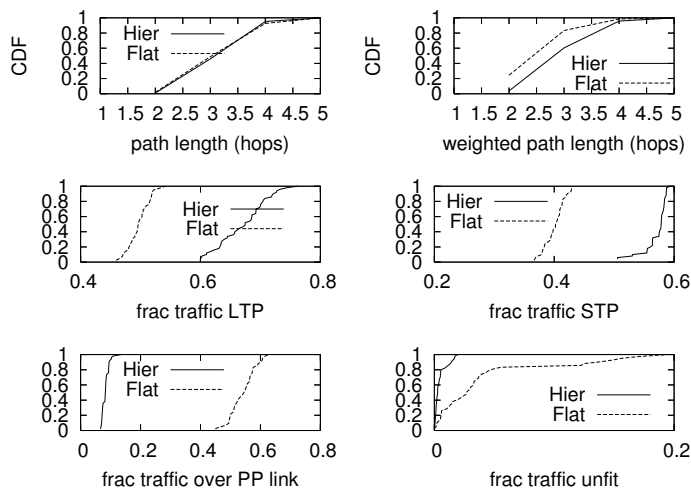 CDF
1
0.8
0.6
0.4
0.2
0
Hier
Flat
1 1.5 2 2.5 3 3.5 4 4.5 5
path length (hops)
CDF
1
0.8
0.6
0.4
0.2
0
Hier
Flat
1 1.5 2 2.5 3 3.5 4 4.5 5
weighted path length (hops)
1
0.8
0.6
0.4
0.2
0
Hier
Flat
0.4 0.6 0.8
frac traffic LTP
1
0.8
0.6
0.4
0.2
0
Hier
Flat
0.2 0.4 0.6
frac traffic STP
1
0.8
0.6
0.4
0.2
0
Hier
Flat
0 0.2 0.4 0.6 0.8
frac traffic over PP link
1
0.8
0.6
0.4
0.2
0
Hier
Flat
0 0.2
frac traffic unfit